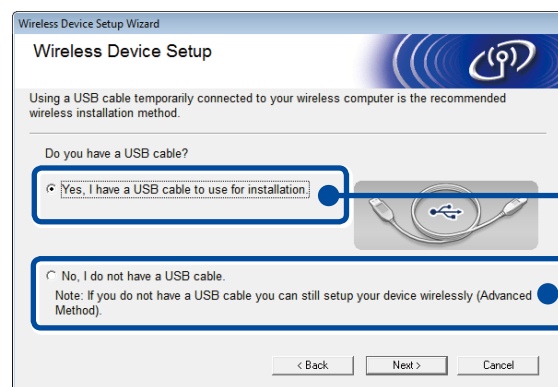 Wireless Device Setup Wizard
Wireless Device Setup
Using a USB cable temporarily connected to your wireless computer is the recommended
wireless installation method.
Do you have a USB cable?
Yes, I have a USB cable to use for installation.
No, I do not have a USB cable.
Note: If you do not have a USB cable you can still setup your device wirelessly (Advanced
Method).
< Back Next > Cancel